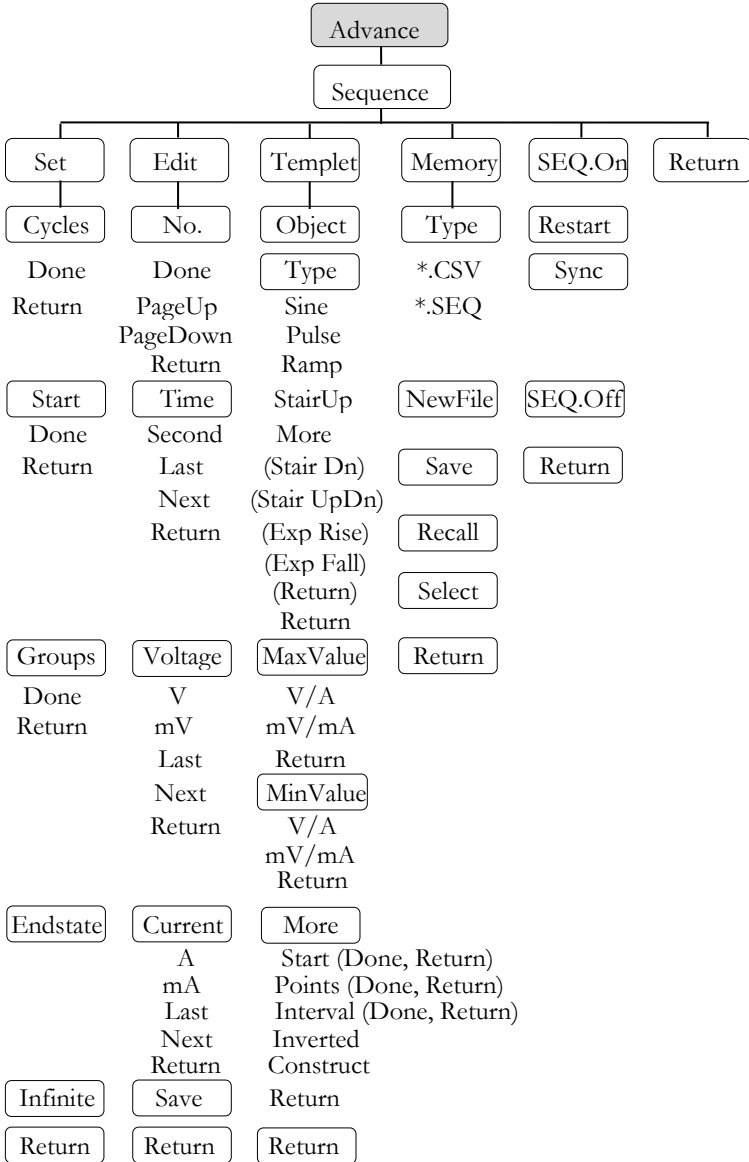 Advance
Sequence
Set Edit Templet Memory SEQ.On Return
Cycles No. Object Type Restart
Done Done Type *.CSV Sync
Return PageUp Sine *.SEQ
PageDown Pulse
Return Ramp
Start Time StairUp NewFile SEQ.Off
Done Second More
Return Last (Stair Dn) Save Return
Next (Stair UpDn)
Return (Exp Rise) Recall
(Exp Fall)
(Return) Select
Return
Groups Voltage MaxValue Return
Done V V/A
Return mV mV/mA
Last Return
Next MinValue
Return V/A
mV/mA
Return
Endstate Current More
A Start (Done, Return)
mA Points (Done, Return)
Last Interval (Done, Return)
Next Inverted
Return Construct
Infinite Save Return
Return Return Return